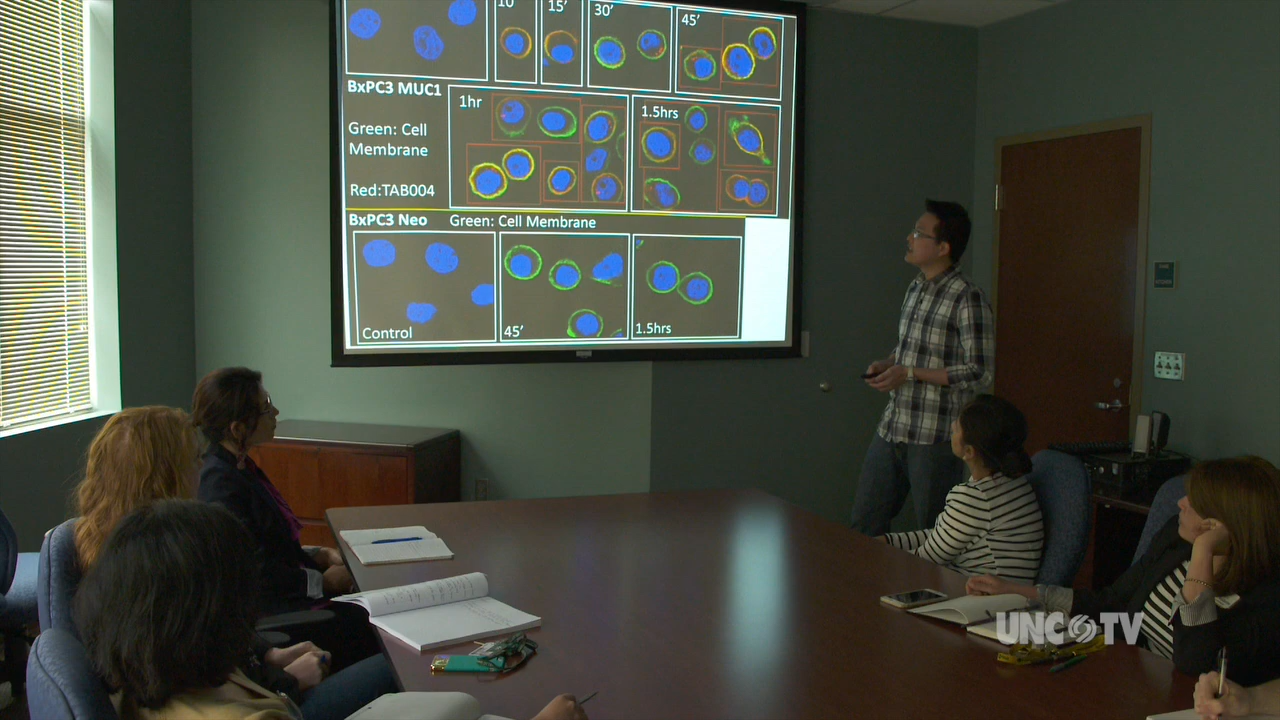 10'
15'
30'
45'
BxPC3 MUC1
1hr
1.5hrs
Green: Cell
Membrane
Red:TAB004
BxPC3 Neo
Green: Cell Membrane
Control
45'
1.5hrs
UNC TV